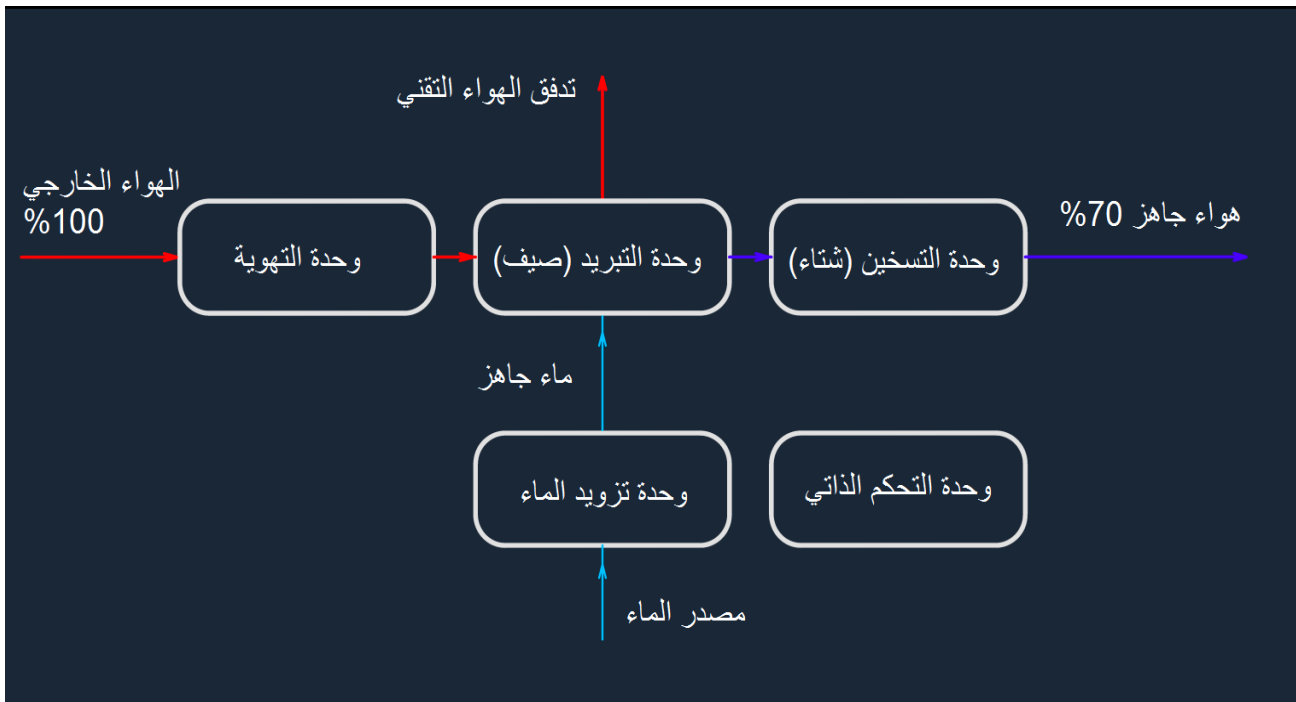 تدفق الهواء التقني
الهواء الخارجي
%100
هواء جاهز 70%
وحدة التهوية
وحدة التبريد (صيف)
وحدة التسخين (شتاء)
ماء جاهز
وحدة تزويد الماء
وحدة التحكم الذاتي
مصدر الماء